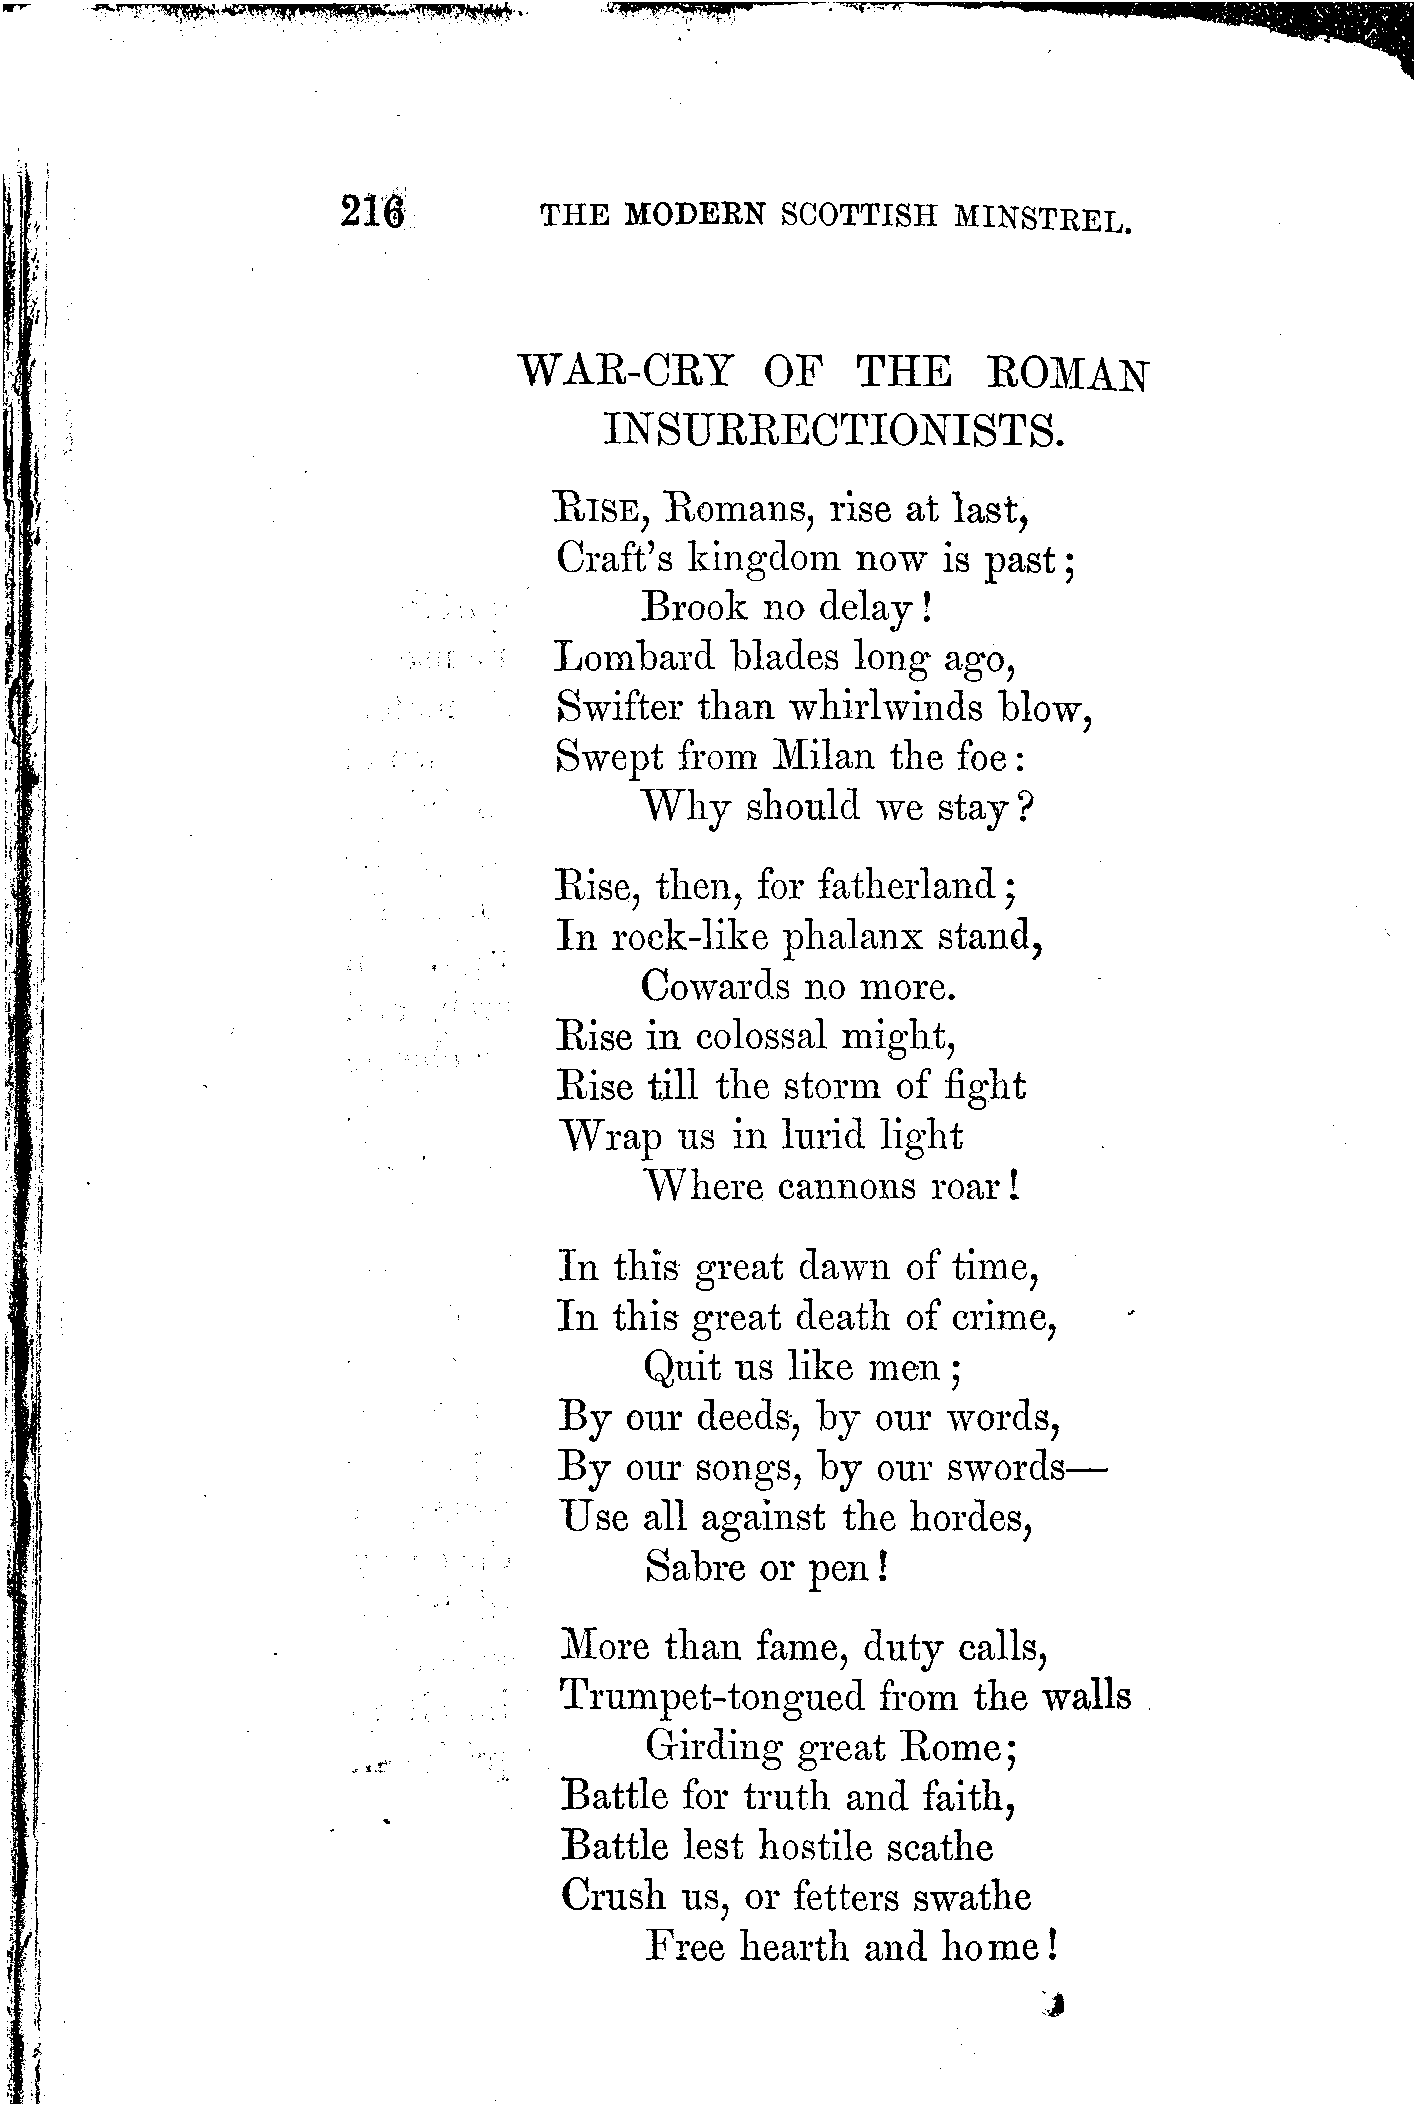 216 THE MODERN SCOTTISH MINSTREL.
WAR-CRY OF THE ROMAN
INSURRECTIONISTS.
RISE, Romans, rise at last,
Craft's kingdom now is past;
Brook no delay!
Lombard blades long ago,
Swifter than whirlwinds blow,
Swept from Milan the foe:
Why should we stay?
Rise, then, for fatherland;
In rock-like phalanx stand,
Cowards no more.
Rise in colossal might,
Rise till the storm of fight
Wrap us in lurid light
Where cannons roar!
In this great dawn of time,
In this great death of crime,
Quit us like men;
By our deeds, by our words,
By our songs, by our swords—
Use all against the hordes,
Sabre or pen!
More than fame, duty calls,
Trumpet-tongued from the walls
Girding great Rome;
Battle for truth and faith,
Battle lest hostile scathe
Crush us, or fetters swathe
Free hearth and home!